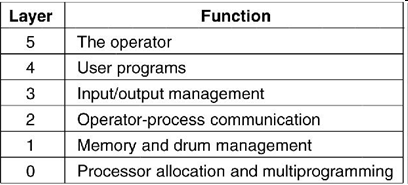 Layer Function
5 The operator
4 User programs
3 Input/output management
2 Operator-process communication
1 Memory and drum management
0 Processor allocation and multiprogramming